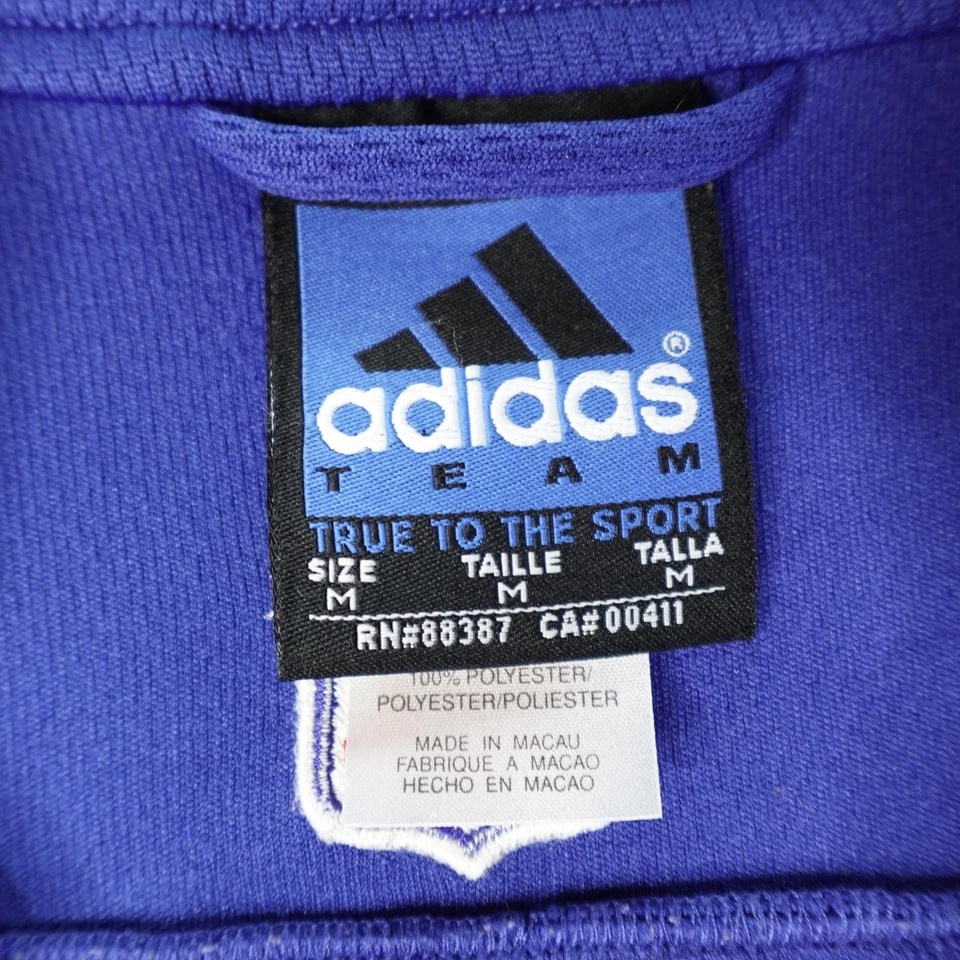 adidas®
TEAM
TRUE TO THE SPORT
SIZE TAILLE TALLA
M M M
RN#88387 CA#00411
100% POLYESTER/
POLYESTER/POLIESTER
MADE IN MACAU
FABRIQUE A MACAO
HECHO EN MACAO